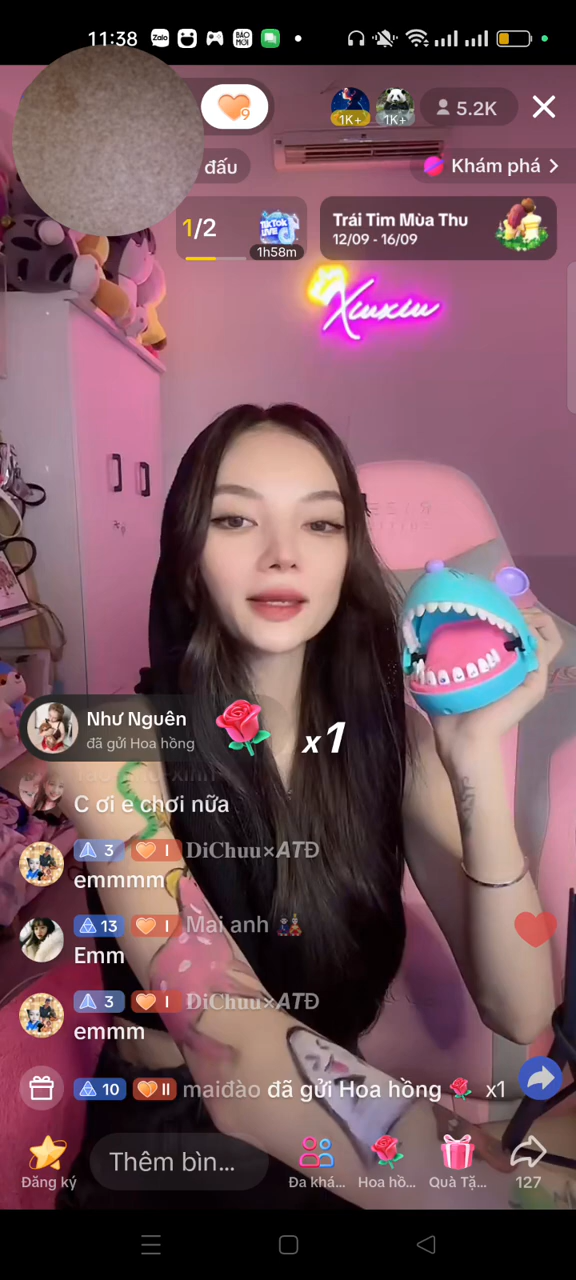 11:38
Zalo
BÁO MỚI
9
1K+
1K+
5.2K
đấu
Khám phá
1/2
TikTok LIVE
1h58m
Trái Tim Mùa Thu
12/09 - 16/09
Xiuxiu
Như Nguên
đã gửi Hoa hồng
x1
C ơi e chơi nữa
3 I DiChuu×ATĐ
emmmm
13 I Mai anh
Emm
3 I DiChuu×ATĐ
emmm
10 II maiđào đã gửi Hoa hồng x1
Thêm bìn...
Đăng ký
Đa khá...
Hoa hồ...
Quà Tặ...
127